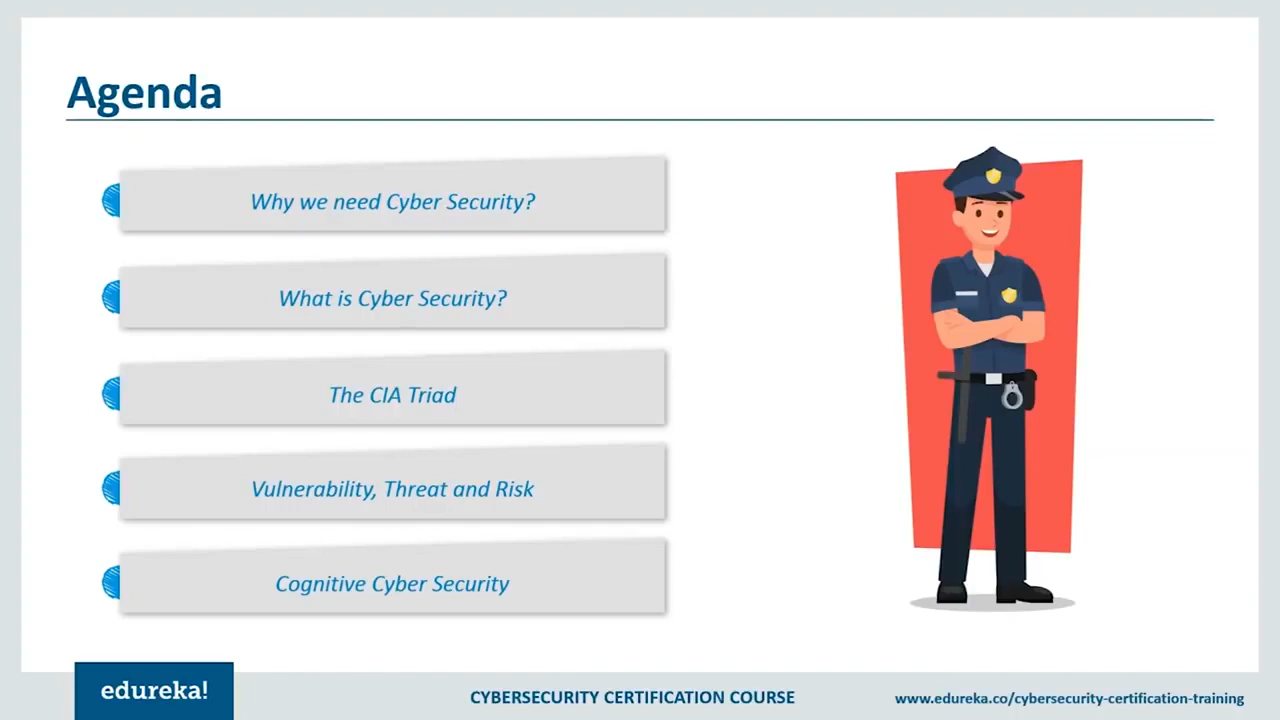 Agenda
Why we need Cyber Security?
What is Cyber Security?
The CIA Triad
Vulnerability, Threat and Risk
Cognitive Cyber Security
edureka!
CYBERSECURITY CERTIFICATION COURSE
www.edureka.co/cybersecurity-certification-training